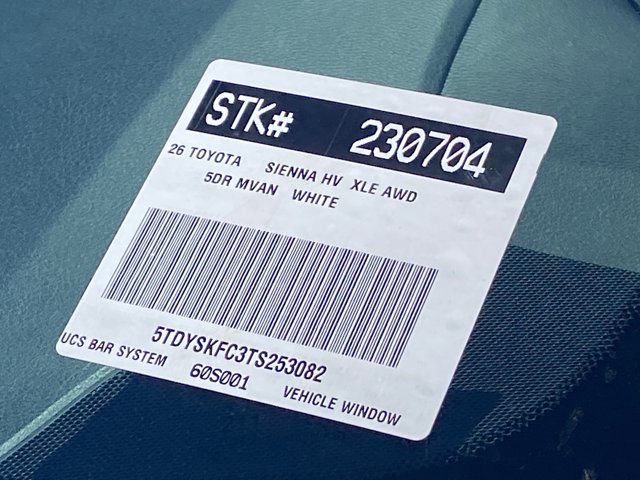 STK# 230704
26 TOYOTA SIENNA HV XLE AWD
5DR MVAN WHITE
5TDYSKFC3TS253082
UCS BAR SYSTEM 60S001 VEHICLE WINDOW